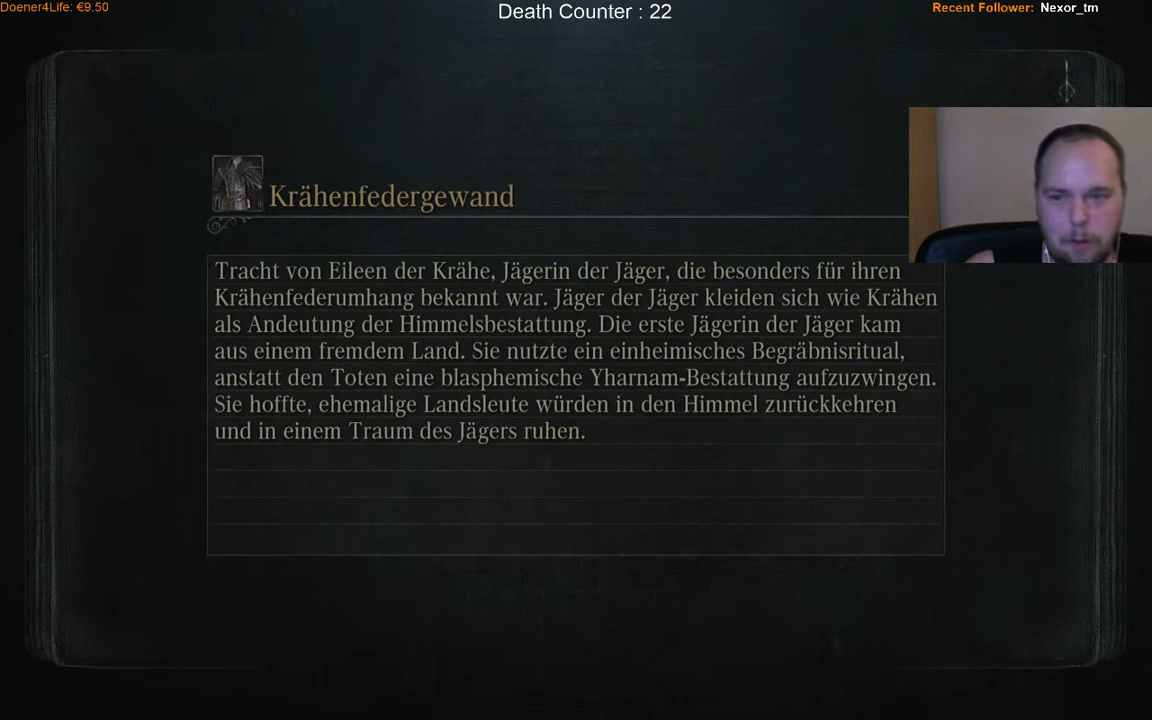 Doener4Life: €9.50
Death Counter : 22
Recent Follower: Nexor_tm
Krähenfedergewand
Tracht von Eileen der Krähe, Jägerin der Jäger, die besonders für ihren
Krähenfederumhang bekannt war. Jäger der Jäger kleiden sich wie Krähen
als Andeutung der Himmelsbestattung. Die erste Jägerin der Jäger kam
aus einem fremdem Land. Sie nutzte ein einheimisches Begräbnisritual,
anstatt den Toten eine blasphemische Yharnam-Bestattung aufzuzwingen.
Sie hoffte, ehemalige Landsleute würden in den Himmel zurückkehren
und in einem Traum des Jägers ruhen.